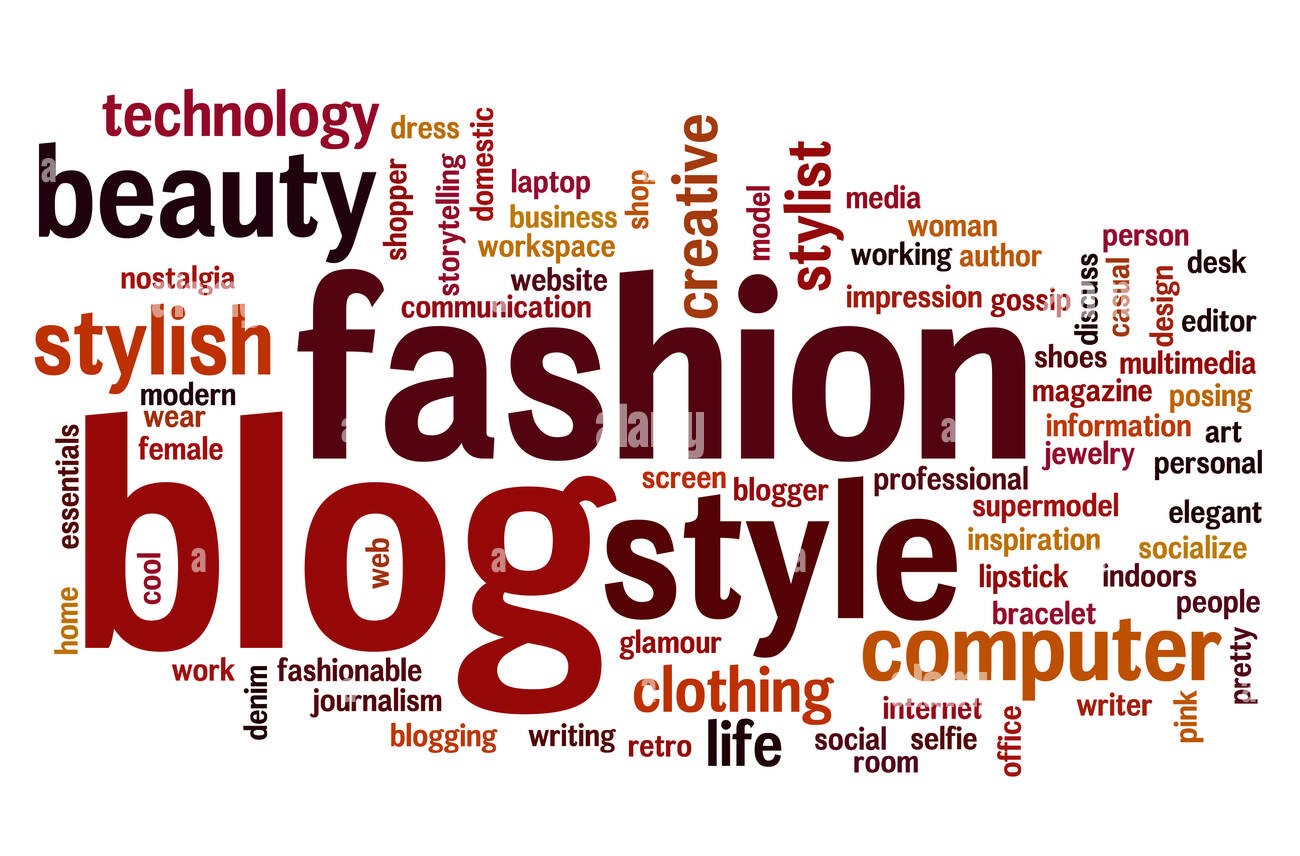 technology
dress
domestic
shopper
storytelling
beauty
laptop
shop
creative
model
stylist
media
business
workspace
woman
working
author
person
nostalgia
website
communication
impression
gossip
discuss
casual
design
desk
editor
stylish
fashion
shoes
multimedia
modern
magazine
posing
wear
information
art
female
jewelry
personal
essentials
blog
cool
web
screen
blogger
professional
style
supermodel
elegant
inspiration
socialize
lipstick
indoors
home
bracelet
people
glamour
computer
pretty
work
denim
fashionable
journalism
clothing
internet
writer
pink
blogging
writing
retro
life
social
selfie
office
room
alamy